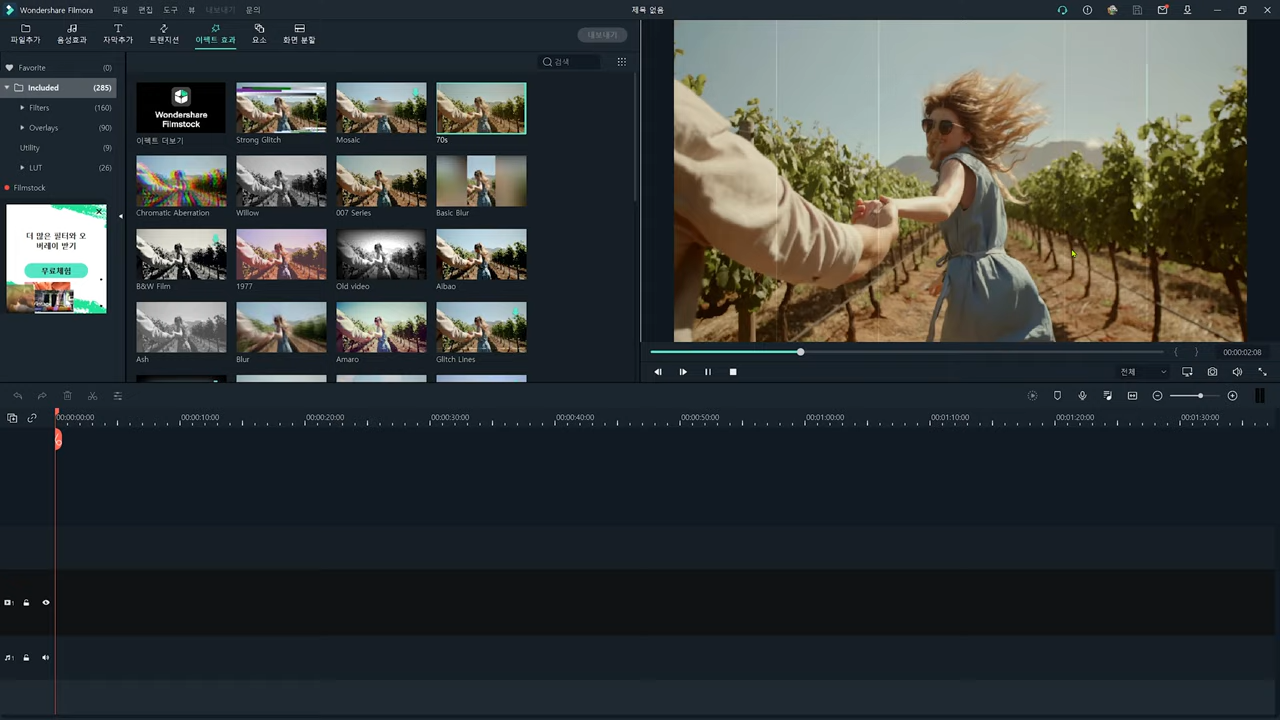 Wondershare Filmora 파일 편집 도구 뷰 내보내기 문의 제목 없음
파일추가 음성효과 자막추가 트랜지션 이펙트 효과 요소 화면 분할 내보내기
Favorite (0)
검색
Included (285)
Filters (160)
Overlays (90)
Utility (9)
LUT (26)
Filmstock
더 많은 필터와 오
버레이 받기
무료체험
Wondershare
Filmstock
이펙트 더보기 Strong Glitch Mosaic 70s
Chromatic Aberration Willow 007 Series Basic Blur
B&W Film 1977 Old video Aibao
Ash Blur Amaro Glitch Lines
00:00:02:08
전체
00:00:00:00 00:00:10:00 00:00:20:00 00:00:30:00 00:00:40:00 00:00:50:00 00:01:00:00 00:01:10:00 00:01:20:00 00:01:30:00
1
1